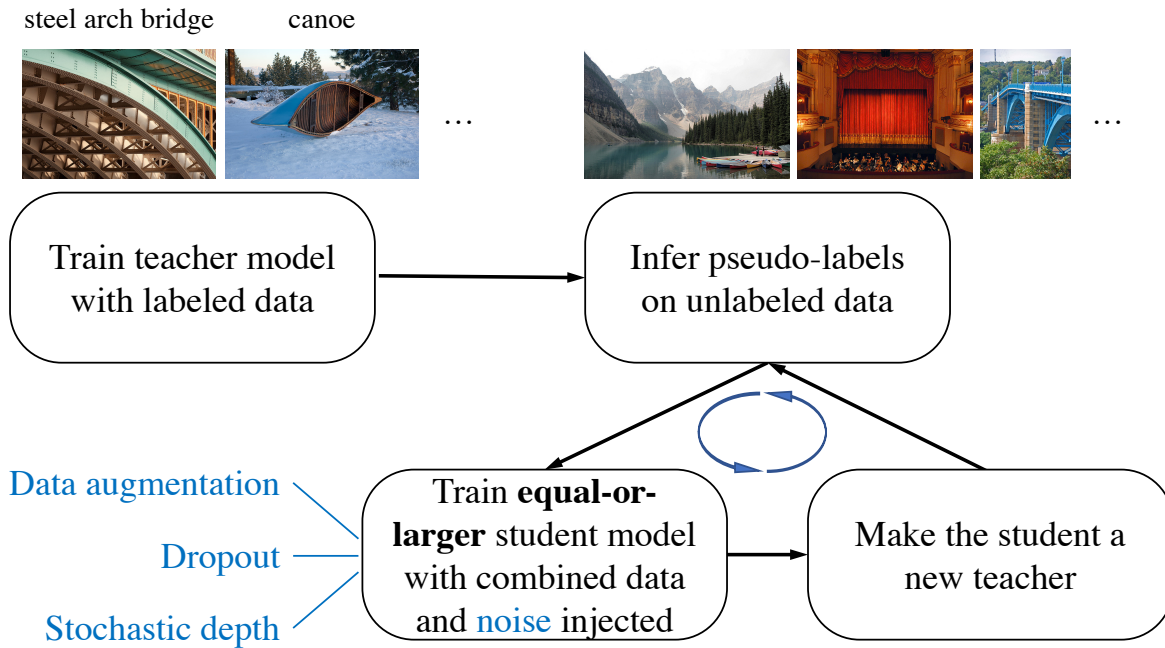 steel arch bridge
canoe
...
...
Train teacher model
with labeled data
Infer pseudo-labels
on unlabeled data
Data augmentation
Dropout
Stochastic depth
Train equal-or-
larger student model
with combined data
and noise injected
Make the student a
new teacher